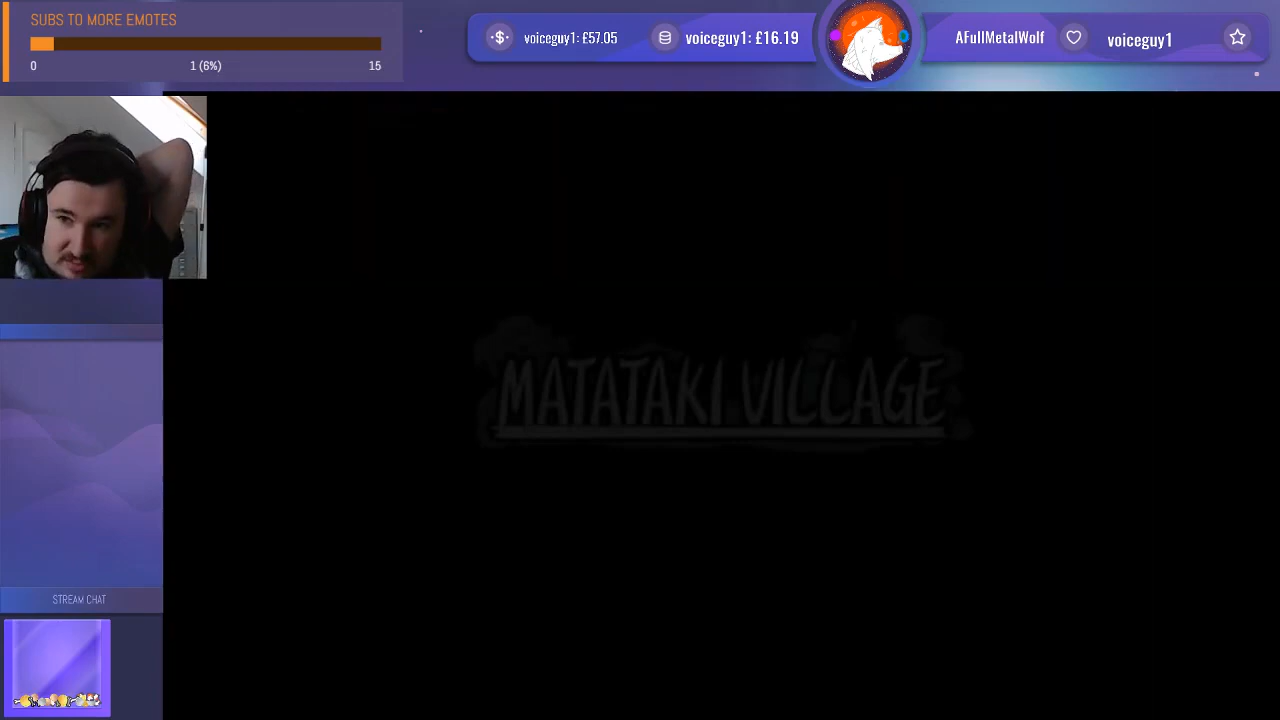 SUBS TO MORE EMOTES
0 1 (6%) 15
voiceguy1: £57.05
voiceguy1: £16.19
AFullMetalWolf
voiceguy1
MATATAKI VILLAGE
STREAM CHAT